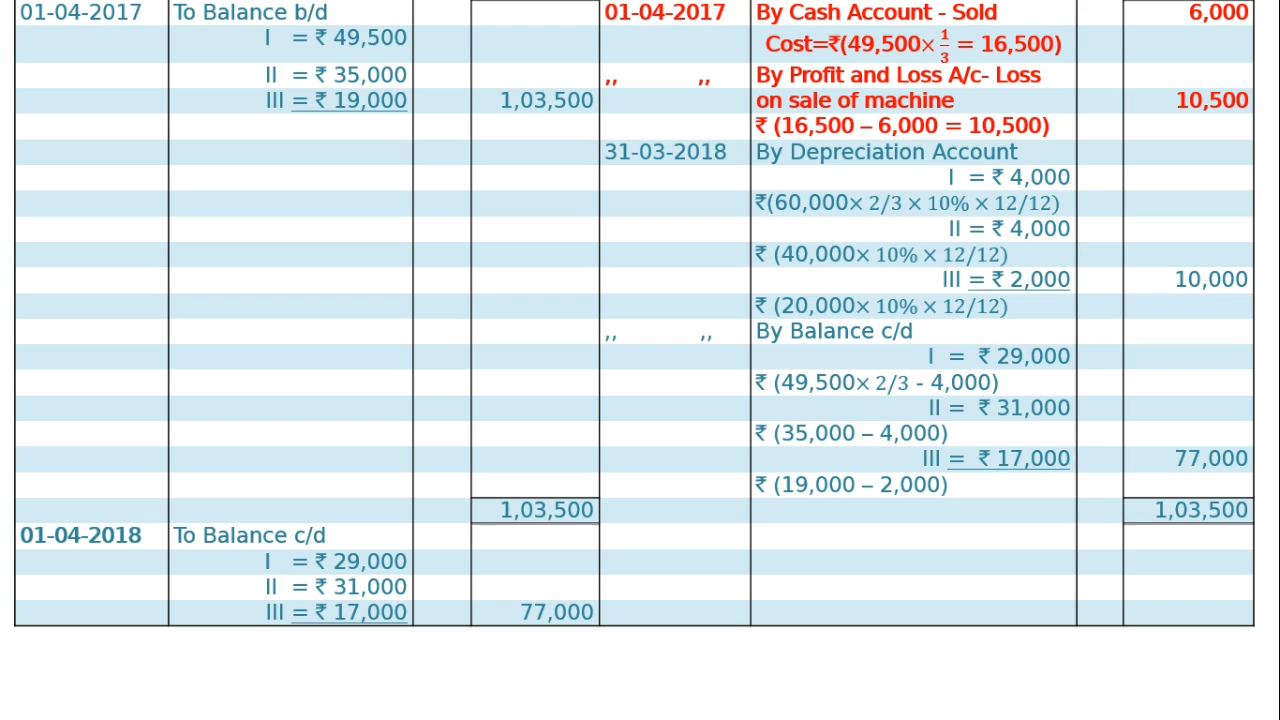 01-04-2017 To Balance b/d 01-04-2017 By Cash Account - Sold 6,000
I = ₹ 49,500 Cost=₹(49,500× 1/3 = 16,500)
II = ₹ 35,000 ,, ,, By Profit and Loss A/c- Loss
III = ₹ 19,000 1,03,500 on sale of machine 10,500
₹ (16,500 – 6,000 = 10,500)
31-03-2018 By Depreciation Account
I = ₹ 4,000
₹(60,000× 2/3 × 10% × 12/12)
II = ₹ 4,000
₹ (40,000× 10% × 12/12)
III = ₹ 2,000 10,000
₹ (20,000× 10% × 12/12)
,, ,, By Balance c/d
I = ₹ 29,000
₹ (49,500× 2/3 - 4,000)
II = ₹ 31,000
₹ (35,000 – 4,000)
III = ₹ 17,000 77,000
₹ (19,000 – 2,000)
1,03,500 1,03,500
01-04-2018 To Balance c/d
I = ₹ 29,000
II = ₹ 31,000
III = ₹ 17,000 77,000